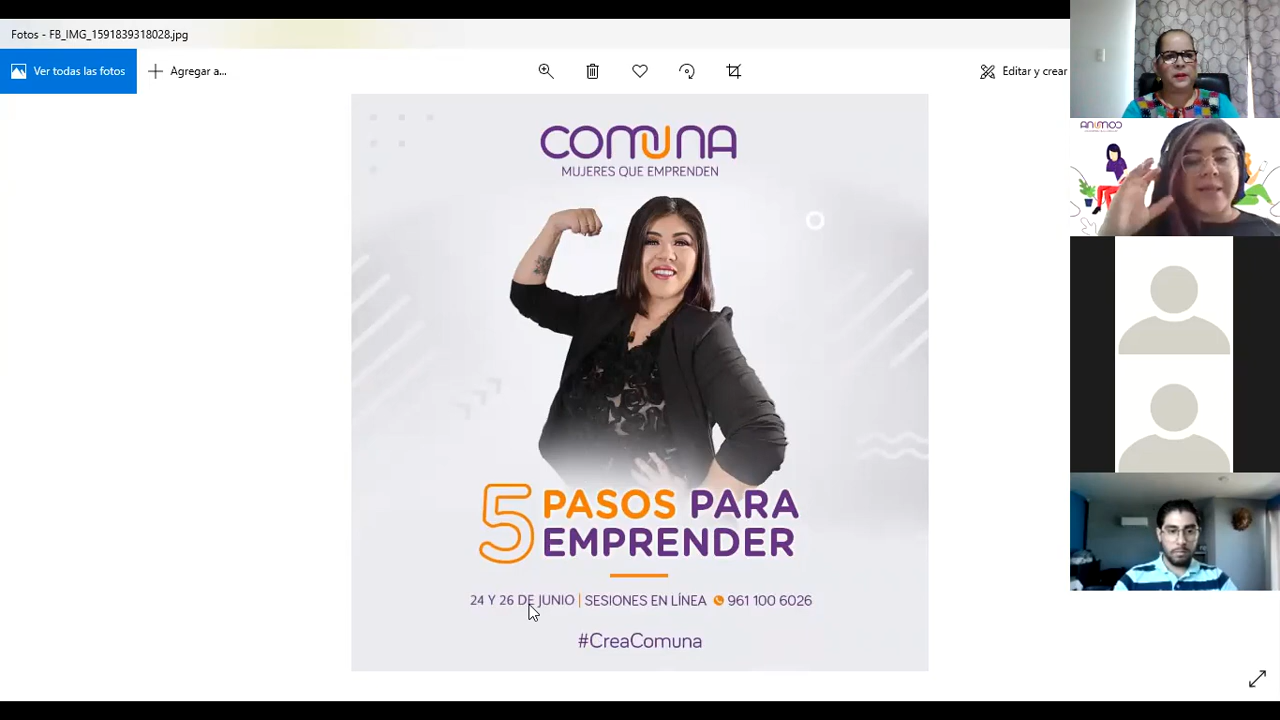 Fotos - FB_IMG_1591839318028.jpg
Ver todas las fotos
Agregar a...
Editar y crear
COMUNA
MUJERES QUE EMPRENDEN
5 PASOS PARA
EMPRENDER
24 Y 26 DE JUNIO | SESIONES EN LÍNEA 961 100 6026
#CreaComuna
COMUNA